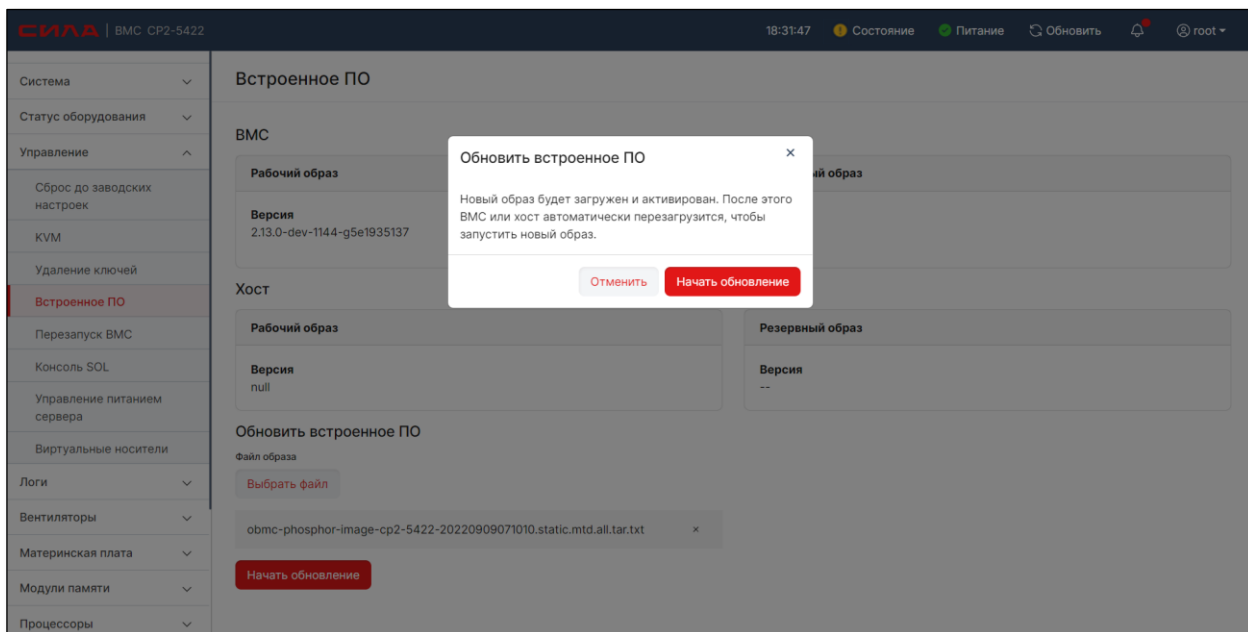 СИЛА | BMC CP2-5422
18:31:47
Состояние
Питание
Обновить
root
Система
Статус оборудования
Управление
Сброс до заводских
настроек
KVM
Удаление ключей
Встроенное ПО
Перезапуск BMC
Консоль SOL
Управление питанием
сервера
Виртуальные носители
Логи
Вентиляторы
Материнская плата
Модули памяти
Процессоры
Встроенное ПО
BMC
Рабочий образ
ый образ
Версия
2.13.0-dev-1144-g5e1935137
Обновить встроенное ПО
×
Новый образ будет загружен и активирован. После этого
BMC или хост автоматически перезагрузится, чтобы
запустить новый образ.
Отменить
Начать обновление
Хост
Рабочий образ
Версия
null
Резервный образ
Версия
--
Обновить встроенное ПО
Файл образа
Выбрать файл
obmc-phosphor-image-cp2-5422-20220909071010.static.mtd.all.tar.txt ×
Начать обновление